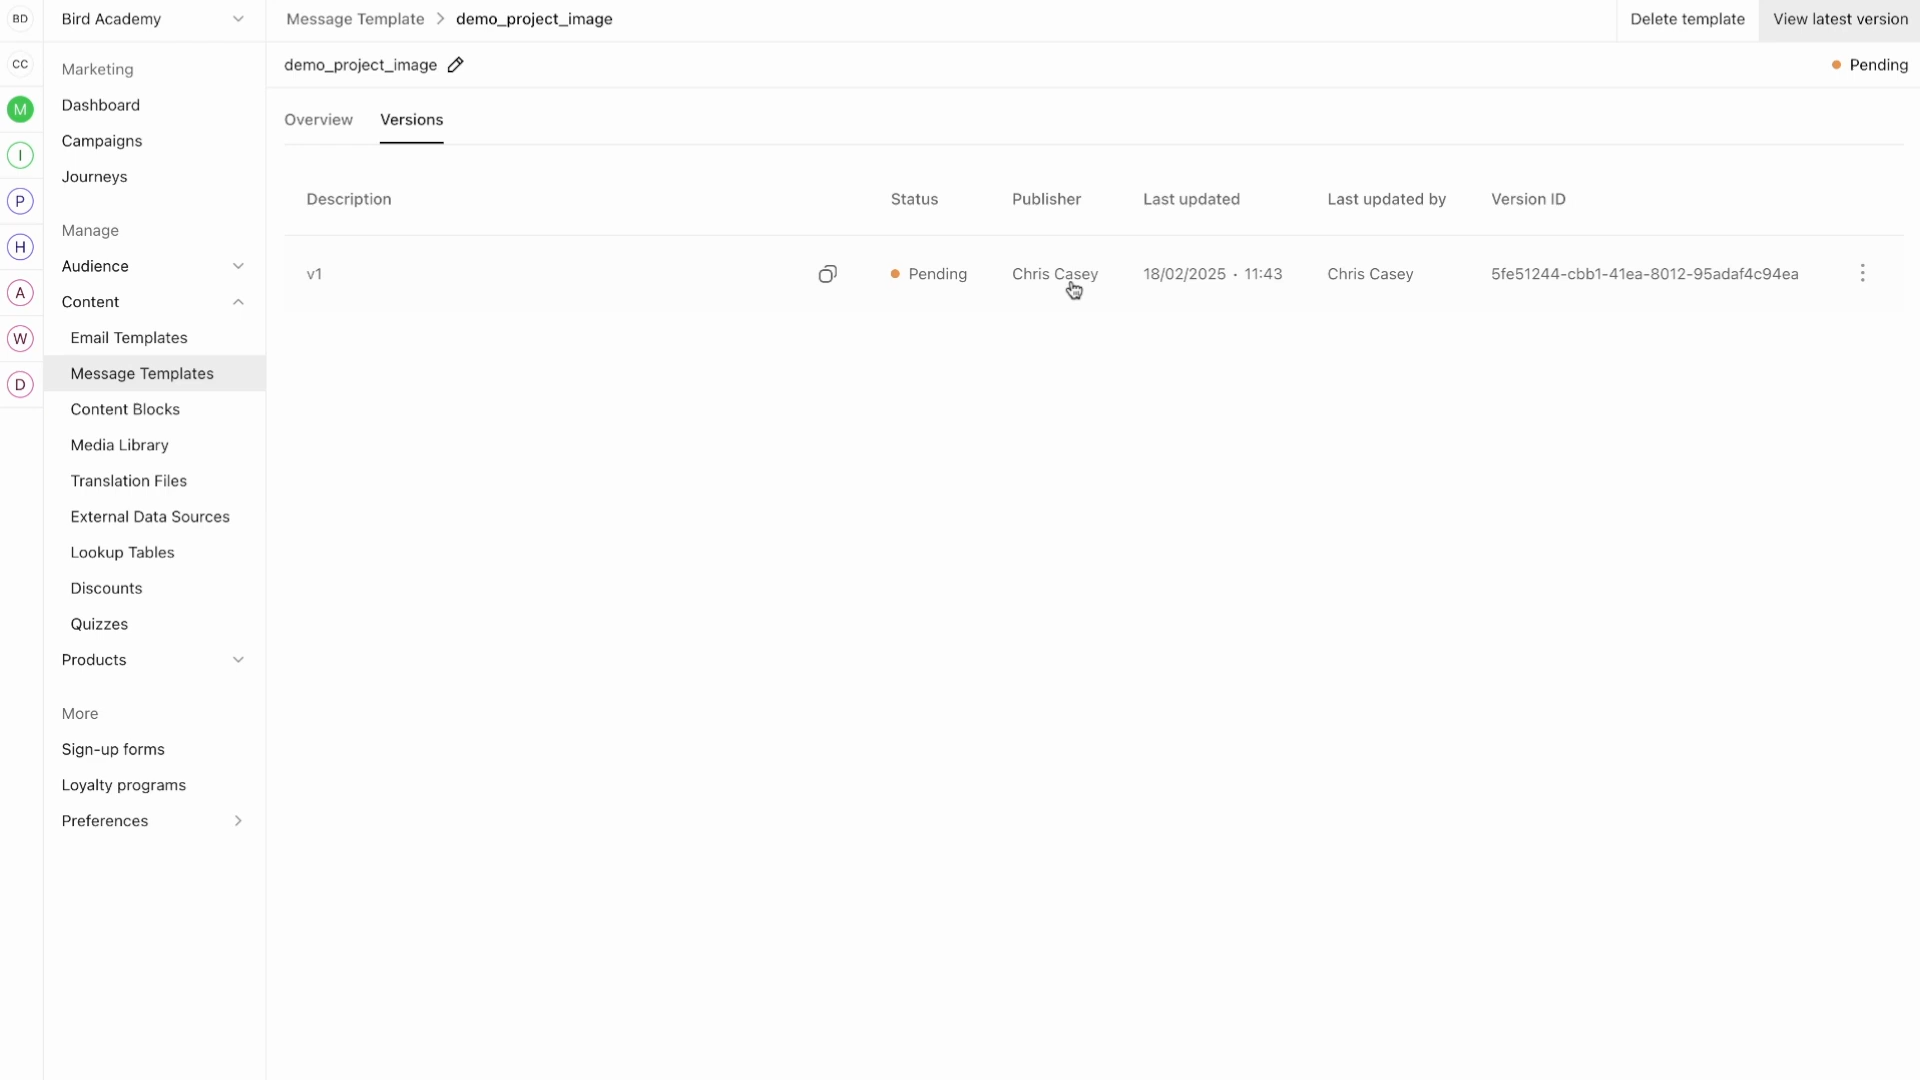 BD
Bird Academy
Message Template
demo_project_image
Delete template
View latest version
CC
M
I
P
H
A
W
D
Marketing
Dashboard
Campaigns
Journeys
Manage
Audience
Content
Email Templates
Message Templates
Content Blocks
Media Library
Translation Files
External Data Sources
Lookup Tables
Discounts
Quizzes
Products
More
Sign-up forms
Loyalty programs
Preferences
demo_project_image
Pending
Overview Versions
Description Status Publisher Last updated Last updated by Version ID
v1 Pending Chris Casey 18/02/2025 · 11:43 Chris Casey 5fe51244-cbb1-41ea-8012-95adaf4c94ea